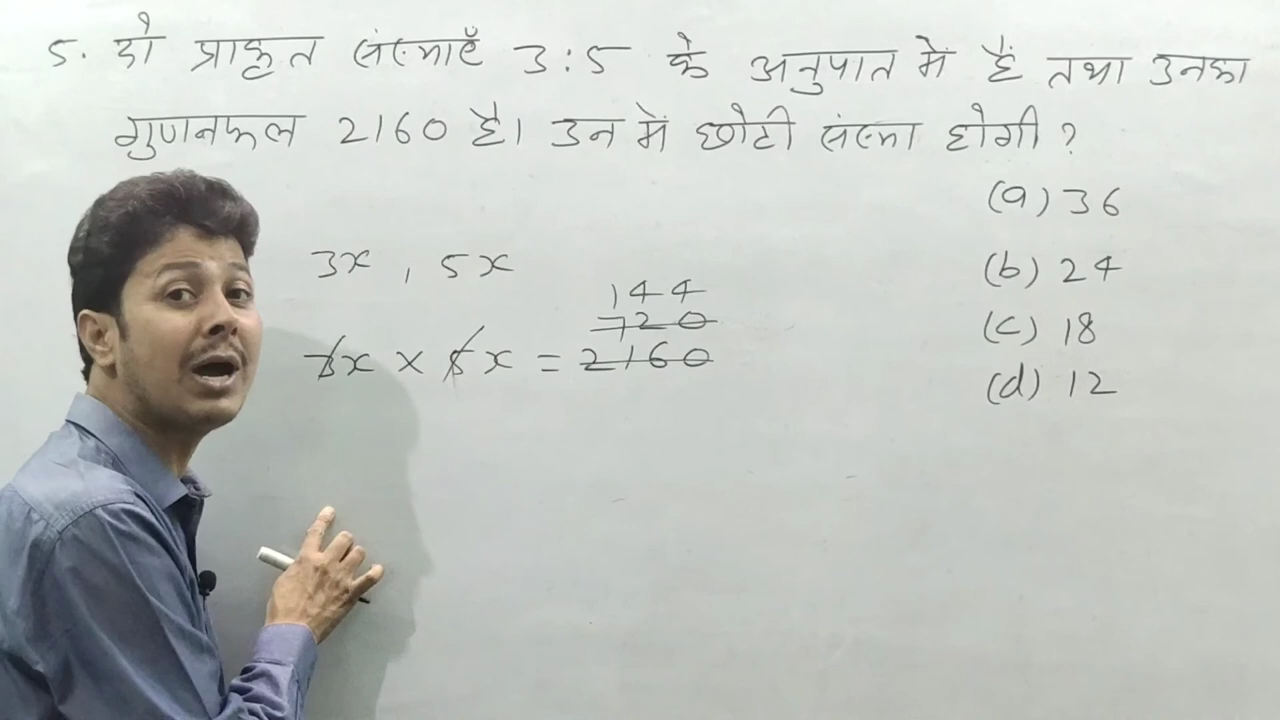 5. दो प्राकृत संख्याएँ 3:5 के अनुपात में हैं तथा उनका
गुणनफल 2160 है। उन में छोटी संख्या होगी ?
(a) 36
(b) 24
(c) 18
(d) 12
3x , 5x
144
720
3x × 5x = 2160